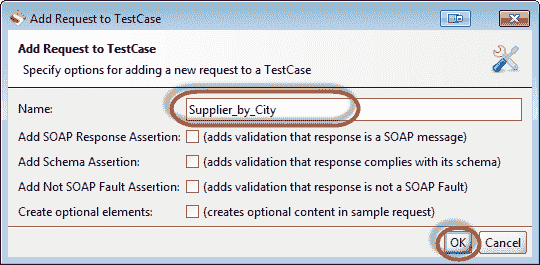 Add Request to TestCase
Add Request to TestCase
Specify options for adding a new request to a TestCase
Name: Supplier_by_City
Add SOAP Response Assertion: (adds validation that response is a SOAP message)
Add Schema Assertion: (adds validation that response complies with its schema)
Add Not SOAP Fault Assertion: (adds validation that response is not a SOAP Fault)
Create optional elements: (creates optional content in sample request)
OK Cancel